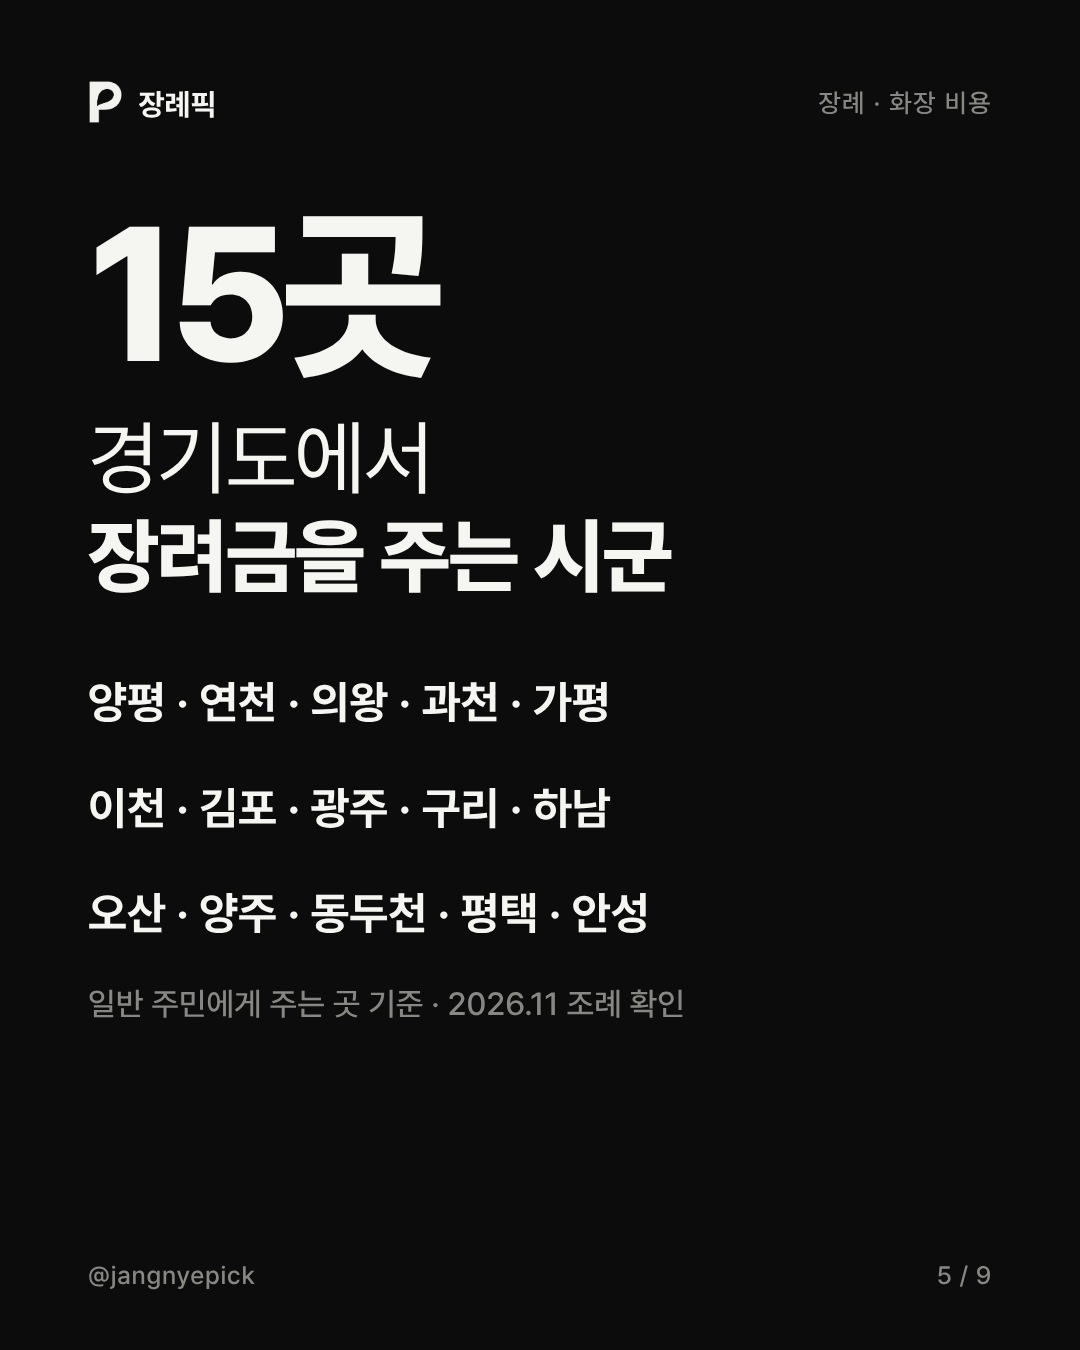 장례픽
장례 · 화장 비용
15곳
경기도에서
장려금을 주는 시군
양평 · 연천 · 의왕 · 과천 · 가평
이천 · 김포 · 광주 · 구리 · 하남
오산 · 양주 · 동두천 · 평택 · 안성
일반 주민에게 주는 곳 기준 · 2026.11 조례 확인
@jangnyepick
5 / 9